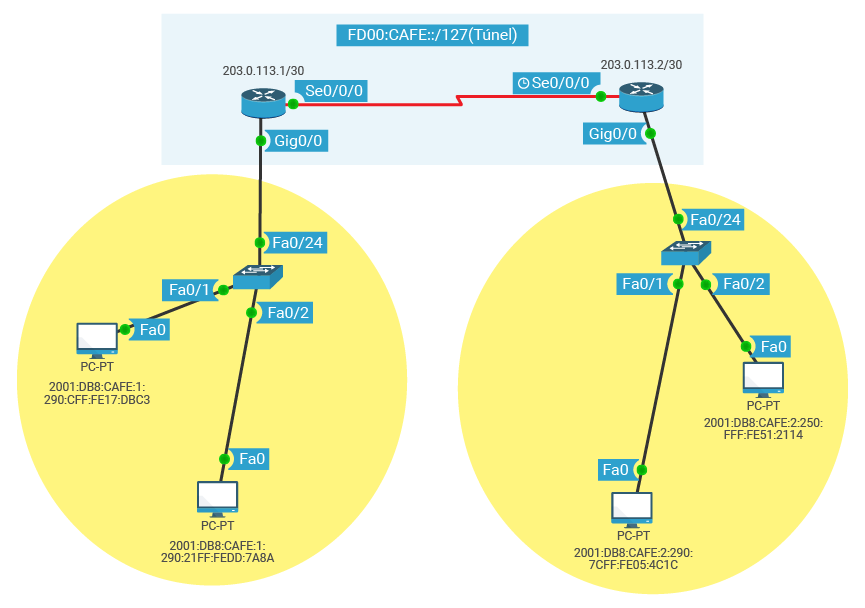 FD00:CAFE::/127(Túnel)
203.0.113.1/30
203.0.113.2/30
Se0/0/0
Se0/0/0
Gig0/0
Gig0/0
Fa0/24
Fa0/1
Fa0/2
Fa0
PC-PT
2001:DB8:CAFE:1:
290:CFF:FE17:DBC3
Fa0
PC-PT
2001:DB8:CAFE:1:
290:21FF:FEDD:7A8A
Fa0/24
Fa0/1
Fa0/2
Fa0
PC-PT
2001:DB8:CAFE:2:250:
FFF:FE51:2114
Fa0
PC-PT
2001:DB8:CAFE:2:290:
7CFF:FE05:4C1C